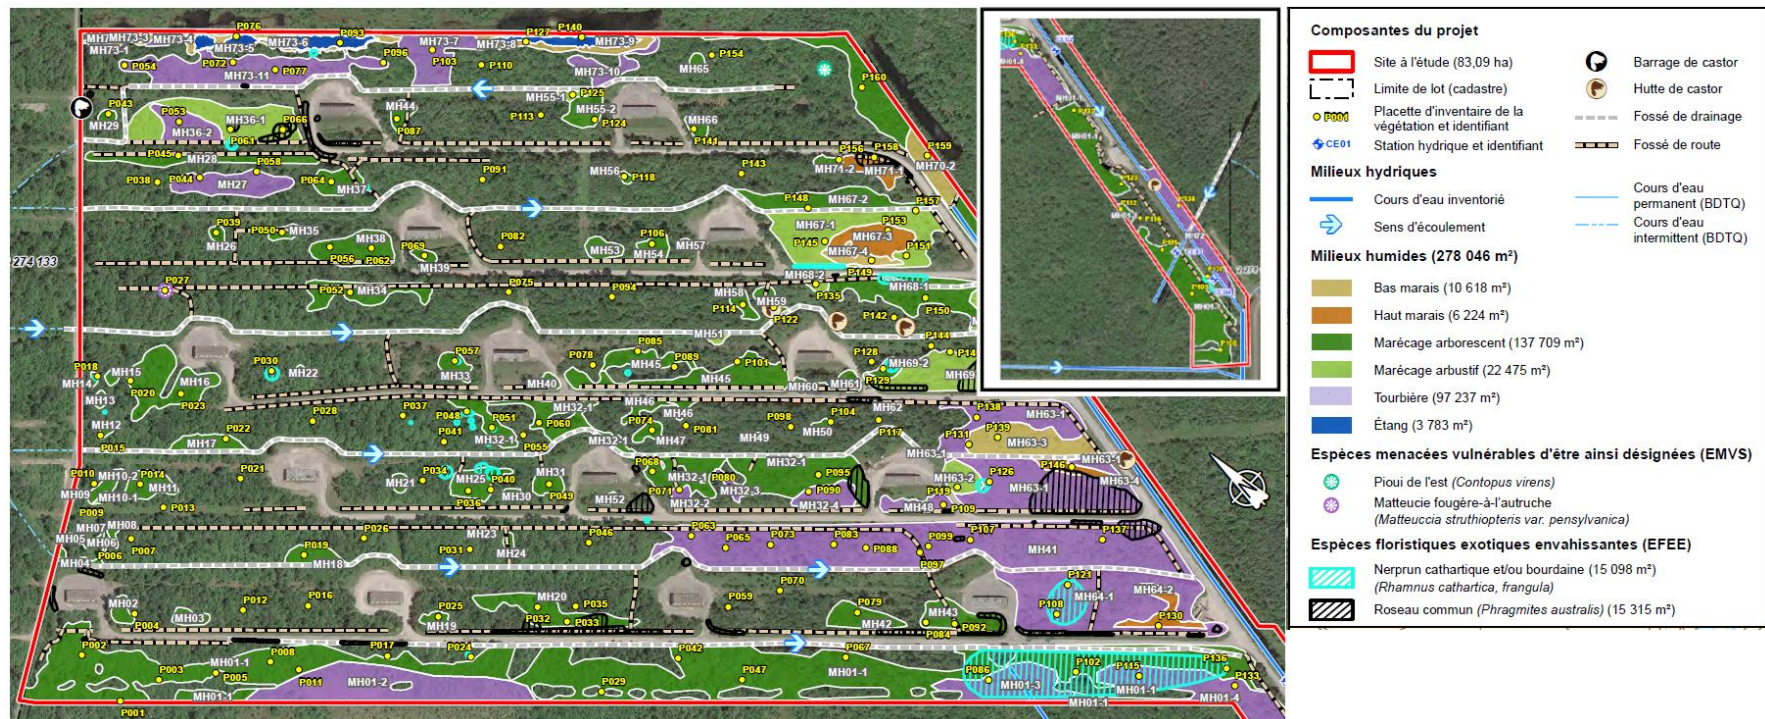 P076
P093
P127
P140
MH73-3
MH73-4
MH73-6
MH73-7
MH73-8
MH73-9
MH73-1
MH73-5
P096
P054
P072
P077
P103
P110
MH73-10
MH65
P154
MH73-11
P160
P043
P053
MH44
MH55-1
P125
MH55-2
MH29
MH36-1
P066
P087
P113
P124
MH66
MH36-2
P061
P141
P045
MH28
P091
P156
P158
P159
P143
MH71-2
MH71-1
MH70-2
P038
P044
P058
P064
MH37
MH56
P118
MH27
P148
MH67-2
P157
P039
P050
MH35
P106
MH67-1
P153
MH26
MH38
P069
P082
MH53
MH57
P145
MH67-3
P056
P062
MH54
MH67-4
P151
274 133
MH39
P149
P027
P052
MH34
P075
P094
MH68-2
P135
MH68-1
MH58
MH59
P114
P122
P142
P150
MH51
P144
P018
P030
P057
P078
P085
P089
P128
MH14
MH15
MH16
MH22
MH33
MH45
P101
MH69-2
P020
MH40
MH45
MH60
MH61
P129
MH69
MH13
P023
P028
P037
P048
P051
MH32-1
MH46
MH46
P098
P104
MH62
P138
MH63-1
MH12
P022
P041
P060
P074
P081
MH50
P117
P139
P015
MH17
MH32-1
P055
MH32-1
MH47
MH49
P131
MH63-3
P010
P014
P021
P034
MH31
P068
MH32-1
MH63-1
P146
MH63-1
MH10-2
MH11
MH21
MH25
P040
MH32-1
P080
P095
P126
MH09
MH10-1
P036
MH30
P049
MH52
P071
MH32-3
P090
P119
MH63-2
MH63-1
MH63-4
P009
P013
MH32-2
MH32-4
MH48
P109
MH07
MH08
MH05
MH06
P026
MH23
P046
P063
P107
P137
P006
P007
P019
P031
MH24
P065
P073
P083
P088
P099
MH41
MH04
MH18
P097
P070
P121
MH02
P012
P016
MH20
P035
P059
P079
MH64-1
MH64-2
P004
MH03
P025
P108
P130
MH19
P032
P033
MH42
MH43
P084
P092
P002
P008
P017
P024
P042
P067
P003
MH01-1
P086
P102
P115
P136
P005
P011
MH01-2
P047
MH01-1
MH01-3
MH01-1
P133
MH01-1
P029
MH01-4
P001
MH01-1
Composantes du projet
Site à l'étude (83,09 ha)
Limite de lot (cadastre)
P001
Placette d'inventaire de la
végétation et identifiant
CE01
Station hydrique et identifiant
Barrage de castor
Hutte de castor
Fossé de drainage
Fossé de route
Milieux hydriques
Cours d'eau inventorié
Sens d'écoulement
Cours d'eau
permanent (BDTQ)
Cours d'eau
intermittent (BDTQ)
Milieux humides (278 046 m²)
Bas marais (10 618 m²)
Haut marais (6 224 m²)
Marécage arborescent (137 709 m²)
Marécage arbustif (22 475 m²)
Tourbière (97 237 m²)
Étang (3 783 m²)
Espèces menacées vulnérables d'être ainsi désignées (EMVS)
Pioui de l'est (Contopus virens)
Matteucie fougère-à-l'autruche
(Matteuccia struthiopteris var. pensylvanica)
Espèces floristiques exotiques envahissantes (EFEE)
Nerprun cathartique et/ou bourdaine (15 098 m²)
(Rhamnus cathartica, frangula)
Roseau commun (Phragmites australis) (15 315 m²)